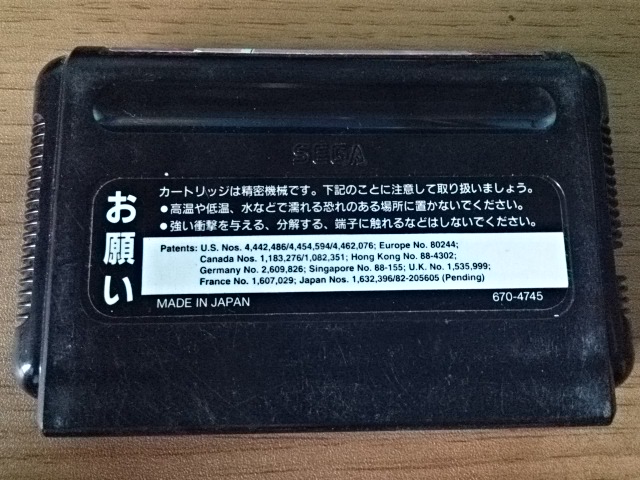 SEGA
お願い
カートリッジは精密機械です。下記のことに注意して取り扱いましょう。
●高温や低温、水などで濡れる恐れのある場所に置かないでください。
●強い衝撃を与える、分解する、端子に触れるなどはしないでください。
Patents: U.S. Nos. 4,442,486/4,454,594/4,462,076; Europe No. 80244;
Canada Nos. 1,183,276/1,082,351; Hong Kong No. 88-4302;
Germany No. 2,609,826; Singapore No. 88-155; U.K. No. 1,535,999;
France No. 1,607,029; Japan Nos. 1,632,396/82-205605 (Pending)
MADE IN JAPAN
670-4745